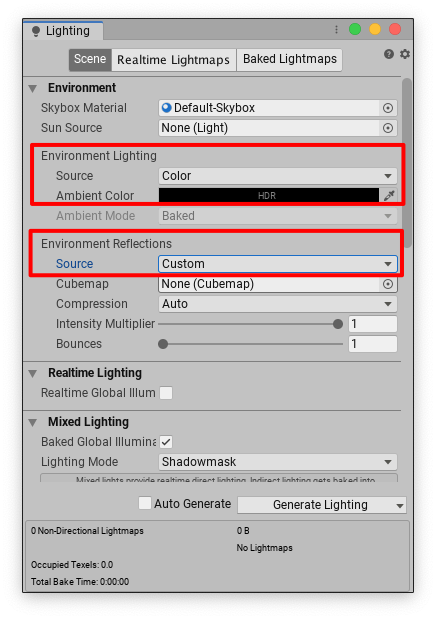 Lighting
Scene Realtime Lightmaps Baked Lightmaps
Environment
Skybox Material Default-Skybox
Sun Source None (Light)
Environment Lighting
Source Color
Ambient Color HDR
Ambient Mode Baked
Environment Reflections
Source Custom
Cubemap None (Cubemap)
Compression Auto
Intensity Multiplier 1
Bounces 1
Realtime Lighting
Realtime Global Illum
Mixed Lighting
Baked Global Illumina
Lighting Mode Shadowmask
Mixed lights provide realtime direct lighting. Indirect lighting gets baked into
Auto Generate Generate Lighting
0 Non-Directional Lightmaps 0 B
No Lightmaps
Occupied Texels: 0.0
Total Bake Time: 0:00:00